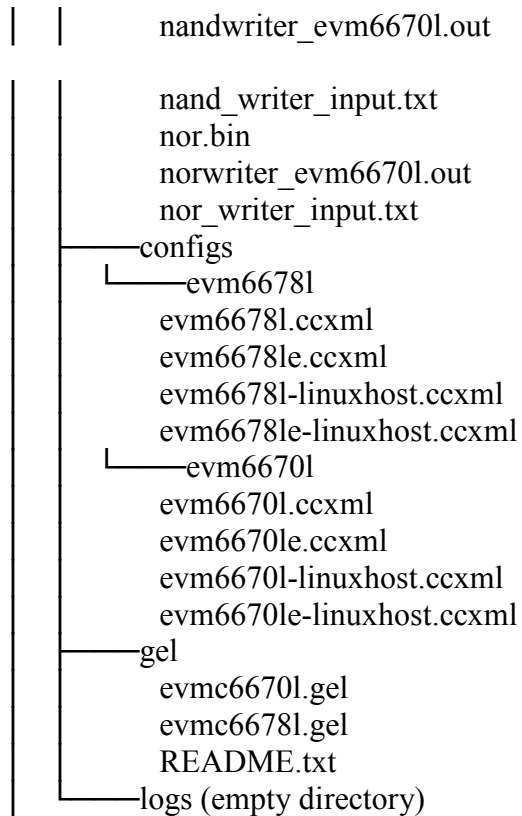 nandwriter_evm6670l.out
nand_writer_input.txt
nor.bin
norwriter_evm6670l.out
nor_writer_input.txt
configs
evm6678l
evm6678l.ccxml
evm6678le.ccxml
evm6678l-linuxhost.ccxml
evm6678le-linuxhost.ccxml
evm6670l
evm6670l.ccxml
evm6670le.ccxml
evm6670l-linuxhost.ccxml
evm6670le-linuxhost.ccxml
gel
evmc6670l.gel
evmc6678l.gel
README.txt
logs (empty directory)